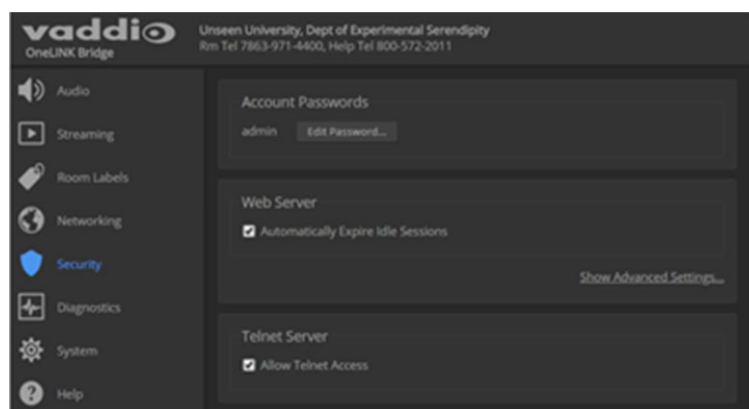 vaddio
OneLINK Bridge
Unseen University, Dept of Experimental Serendipity
Rm Tel 7863-971-4400, Help Tel 800-572-2011
Audio
Streaming
Room Labels
Networking
Security
Diagnostics
System
Help
Account Passwords
admin Edit Password...
Web Server
Automatically Expire Idle Sessions
Show Advanced Settings...
Telnet Server
Allow Telnet Access